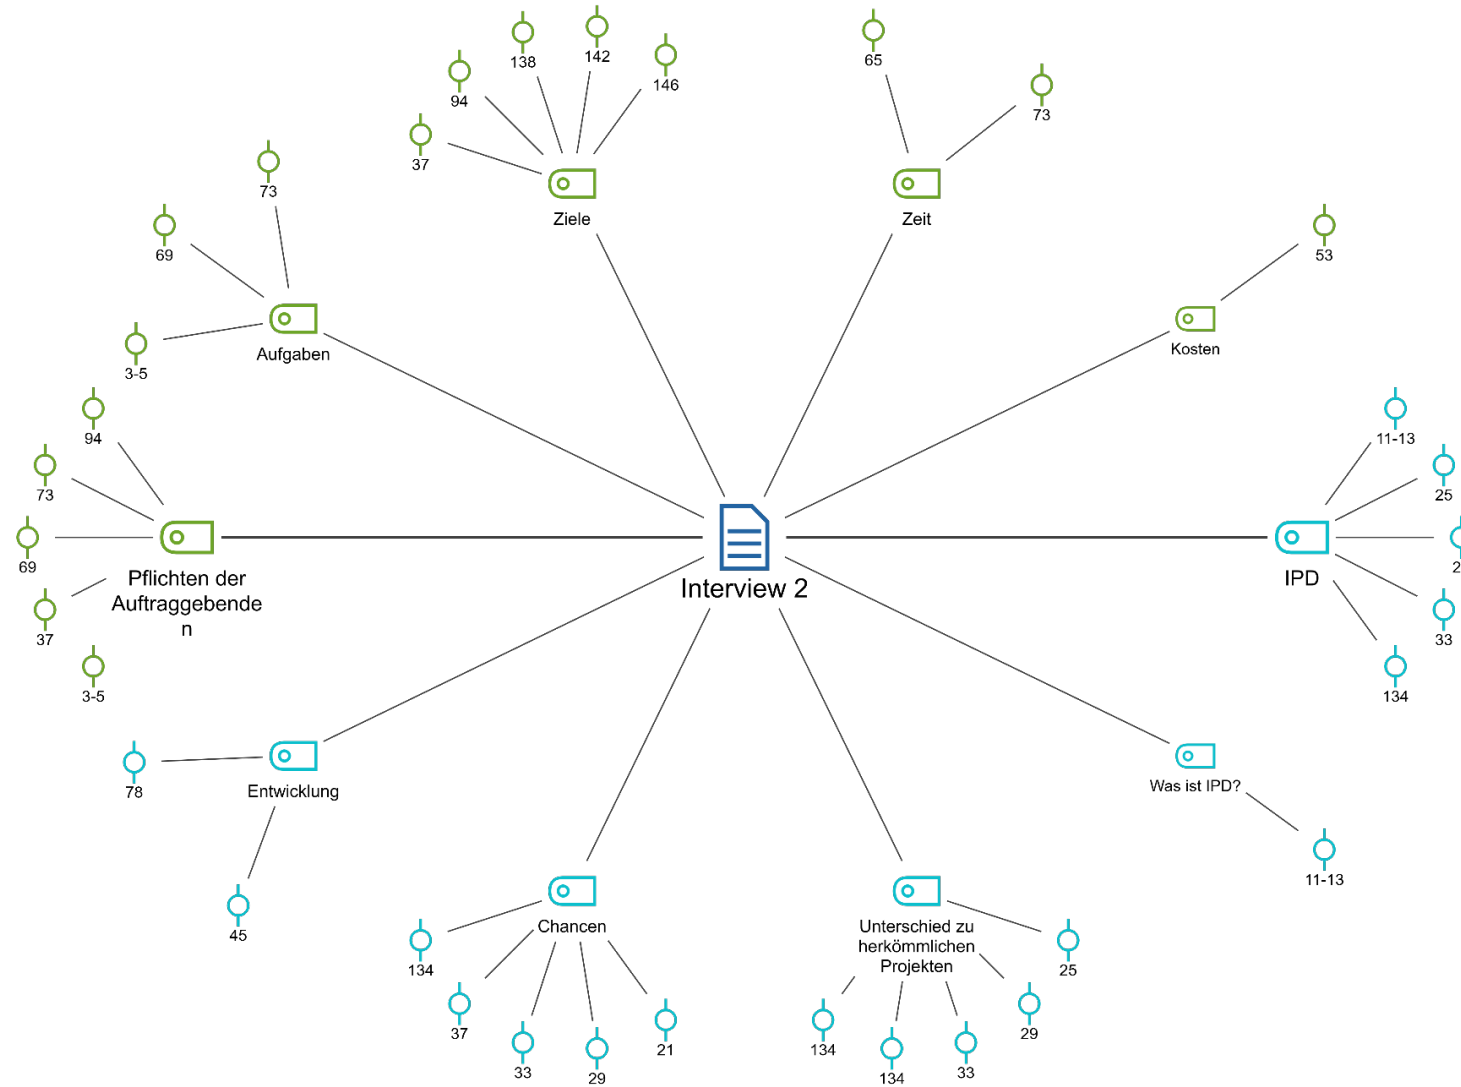 138
142
65
146
94
73
37
73
Ziele
Zeit
69
53
Aufgaben
Kosten
3-5
94
11-13
73
25
69
Pflichten der
Auftraggebende
n
Interview 2
IPD
37
33
3-5
134
78
Entwicklung
Was ist IPD?
11-13
45
Chancen
Unterschied zu
herkömmlichen
Projekten
134
25
37
29
33
29
21
134
134
33